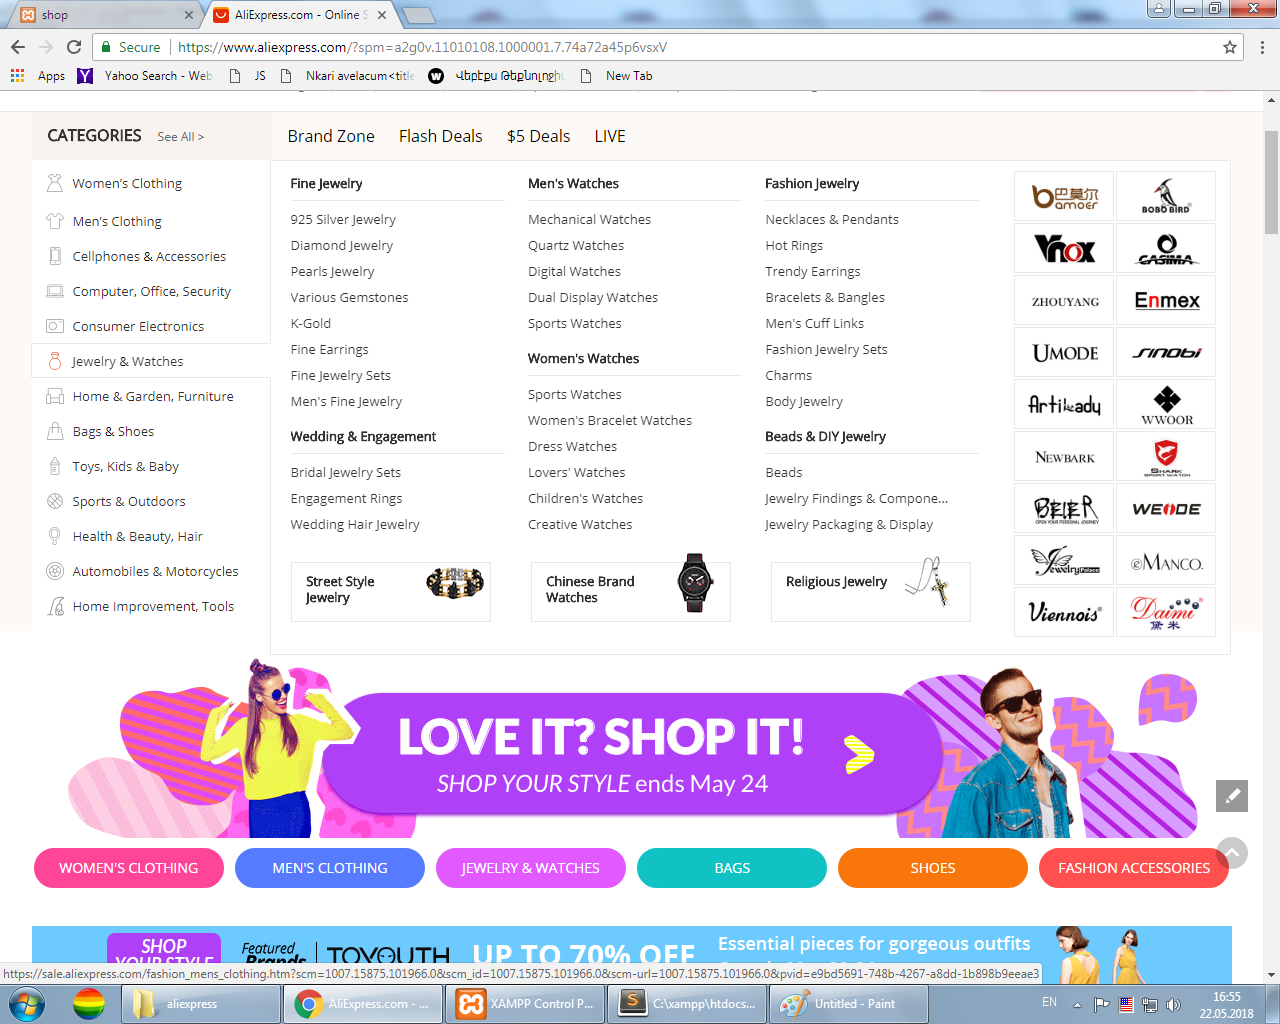 shop
AliExpress.com - Online S
Secure
https://www.aliexpress.com/?spm=a2g0v.11010108.1000001.7.74a72a45p6vsxV
Apps
Yahoo Search - Web
JS
Nkari avelacum<title
Վերէքս Թեքնոլոջի
New Tab
CATEGORIES See All >
Brand Zone Flash Deals $5 Deals LIVE
Women's Clothing
Men's Clothing
Cellphones & Accessories
Computer, Office, Security
Consumer Electronics
Jewelry & Watches
Home & Garden, Furniture
Bags & Shoes
Toys, Kids & Baby
Sports & Outdoors
Health & Beauty, Hair
Automobiles & Motorcycles
Home Improvement, Tools
Fine Jewelry
925 Silver Jewelry
Diamond Jewelry
Pearls Jewelry
Various Gemstones
K-Gold
Fine Earrings
Fine Jewelry Sets
Men's Fine Jewelry
Wedding & Engagement
Bridal Jewelry Sets
Engagement Rings
Wedding Hair Jewelry
Men's Watches
Mechanical Watches
Quartz Watches
Digital Watches
Dual Display Watches
Sports Watches
Women's Watches
Sports Watches
Women's Bracelet Watches
Dress Watches
Lovers' Watches
Children's Watches
Creative Watches
Fashion Jewelry
Necklaces & Pendants
Hot Rings
Trendy Earrings
Bracelets & Bangles
Men's Cuff Links
Fashion Jewelry Sets
Charms
Body Jewelry
Beads & DIY Jewelry
Beads
Jewelry Findings & Compone...
Jewelry Packaging & Display
Street Style
Jewelry
Chinese Brand
Watches
Religious Jewelry
巴莫尔
bamoer
BOBO BIRD
Vnox
CASIMA
ZHOUYANG
Enmex
UMODE
SINOBI
Artilady
WWOOR
NEWBARK
SHARK
SPORT WATCH
BEIER
OPEN YOUR PERSONAL JOURNEY
WEIDE
Jewelry Palace
eMANCO.
Viennois
Daimi
黛米
LOVE IT? SHOP IT!
SHOP YOUR STYLE ends May 24
WOMEN'S CLOTHING
MEN'S CLOTHING
JEWELRY & WATCHES
BAGS
SHOES
FASHION ACCESSORIES
SHOP
YOUR STYLE
Featured
Brands
TOYOUTH
UP TO 70% OFF
Essential pieces for gorgeous outfits
https://sale.aliexpress.com/fashion_mens_clothing.htm?scm=1007.15875.101966.0&scm_id=1007.15875.101966.0&scm-url=1007.15875.101966.0&pvid=e9bd5691-748b-4267-a8dd-1b898b9eeae3
aliexpress
AliExpress.com - ...
XAMPP Control P...
C:\xampp\htdocs...
Untitled - Paint
EN
16:55
22.05.2018